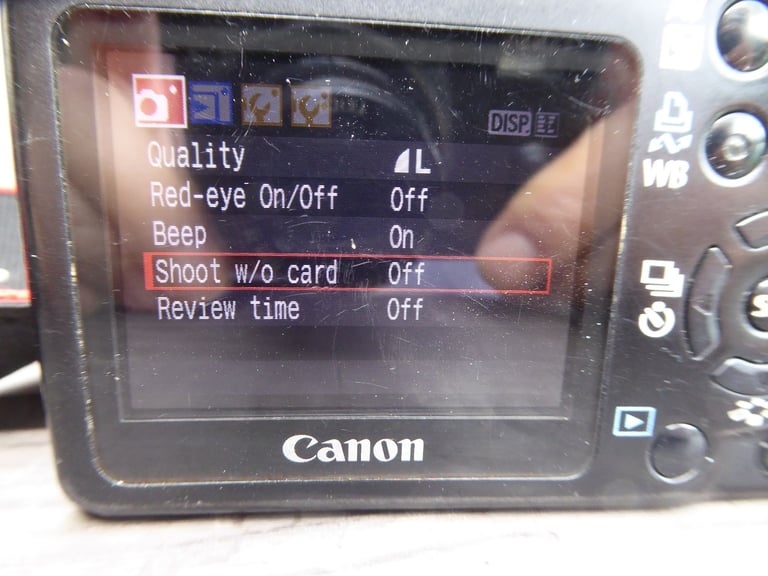 DISP.
Quality L
Red-eye On/Off Off
Beep On
Shoot w/o card Off
Review time Off
Canon
WB